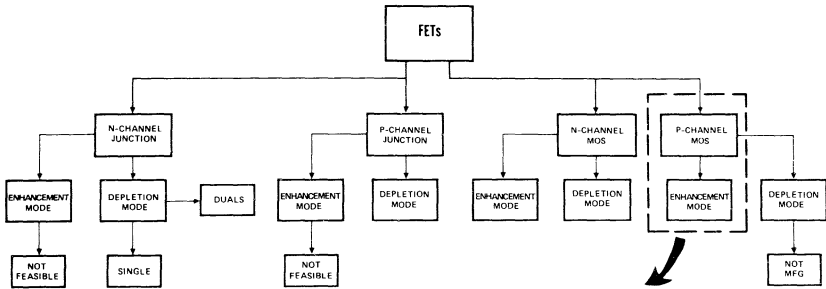 FETs
N-CHANNEL
JUNCTION
P-CHANNEL
JUNCTION
N-CHANNEL
MOS
P-CHANNEL
MOS
ENHANCEMENT
MODE
DEPLETION
MODE
DUALS
ENHANCEMENT
MODE
DEPLETION
MODE
ENHANCEMENT
MODE
DEPLETION
MODE
ENHANCEMENT
MODE
DEPLETION
MODE
NOT
FEASIBLE
SINGLE
NOT
FEASIBLE
NOT
MFG